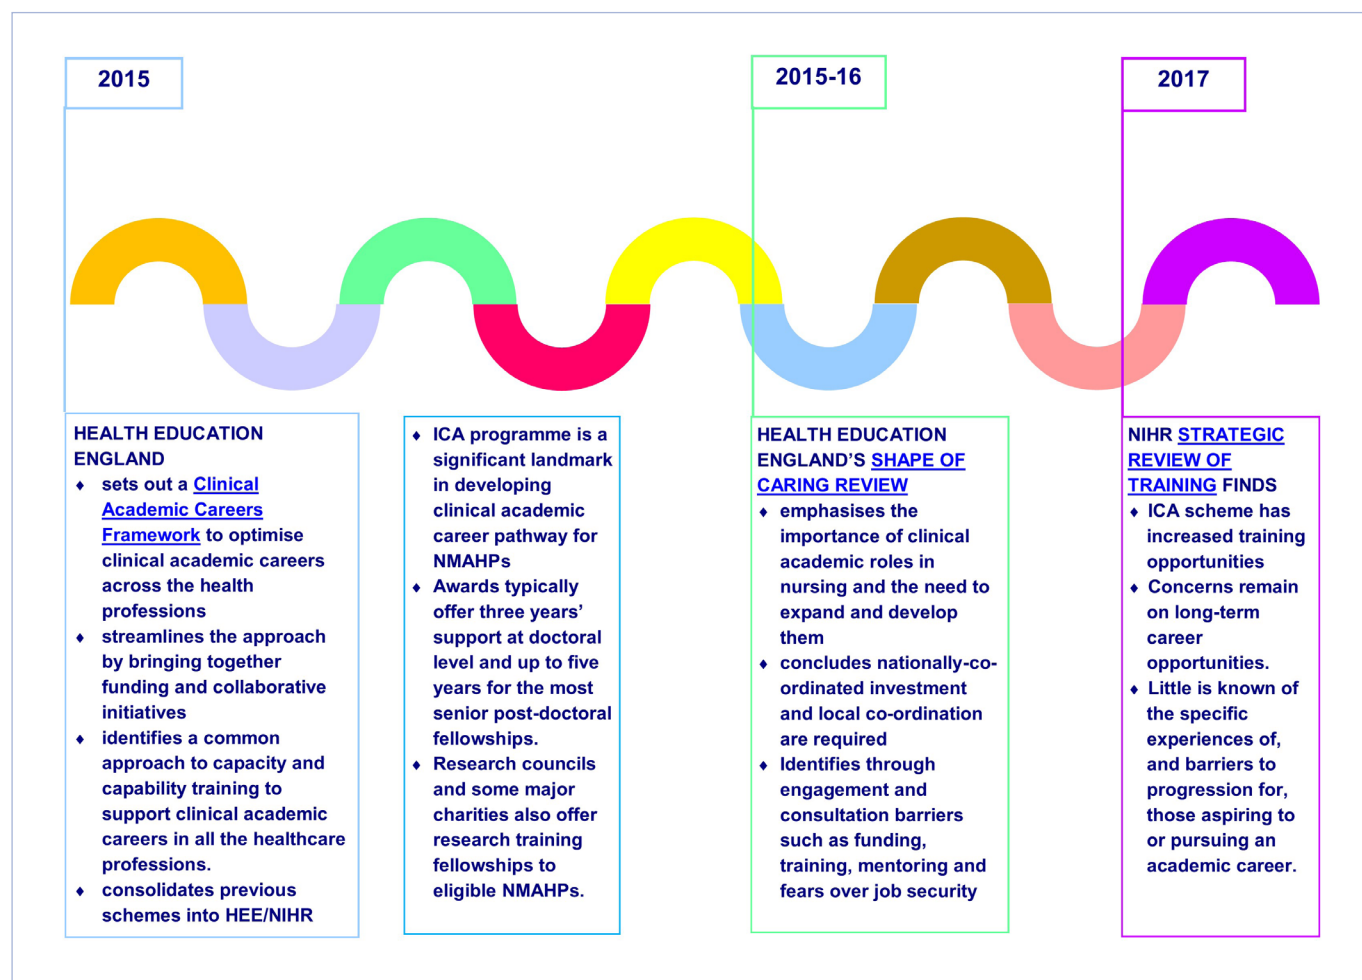 2015
2015-16
2017
HEALTH EDUCATION
ENGLAND
♦ sets out a Clinical
Academic Careers
Framework to optimise
clinical academic careers
across the health
professions
♦ streamlines the approach
by bringing together
funding and collaborative
initiatives
♦ identifies a common
approach to capacity and
capability training to
support clinical academic
careers in all the healthcare
professions.
♦ consolidates previous
schemes into HEE/NIHR
♦ ICA programme is a
significant landmark
in developing
clinical academic
career pathway for
NMAHPs
♦ Awards typically
offer three years’
support at doctoral
level and up to five
years for the most
senior post-doctoral
fellowships.
♦ Research councils
and some major
charities also offer
research training
fellowships to
eligible NMAHPs.
HEALTH EDUCATION
ENGLAND’S SHAPE OF
CARING REVIEW
♦ emphasises the
importance of clinical
academic roles in
nursing and the need to
expand and develop
them
♦ concludes nationally-co-
ordinated investment
and local co-ordination
are required
♦ Identifies through
engagement and
consultation barriers
such as funding,
training, mentoring and
fears over job security
NIHR STRATEGIC
REVIEW OF
TRAINING FINDS
♦ ICA scheme has
increased training
opportunities
♦ Concerns remain
on long-term
career
opportunities.
♦ Little is known of
the specific
experiences of,
and barriers to
progression for,
those aspiring to
or pursuing an
academic career.